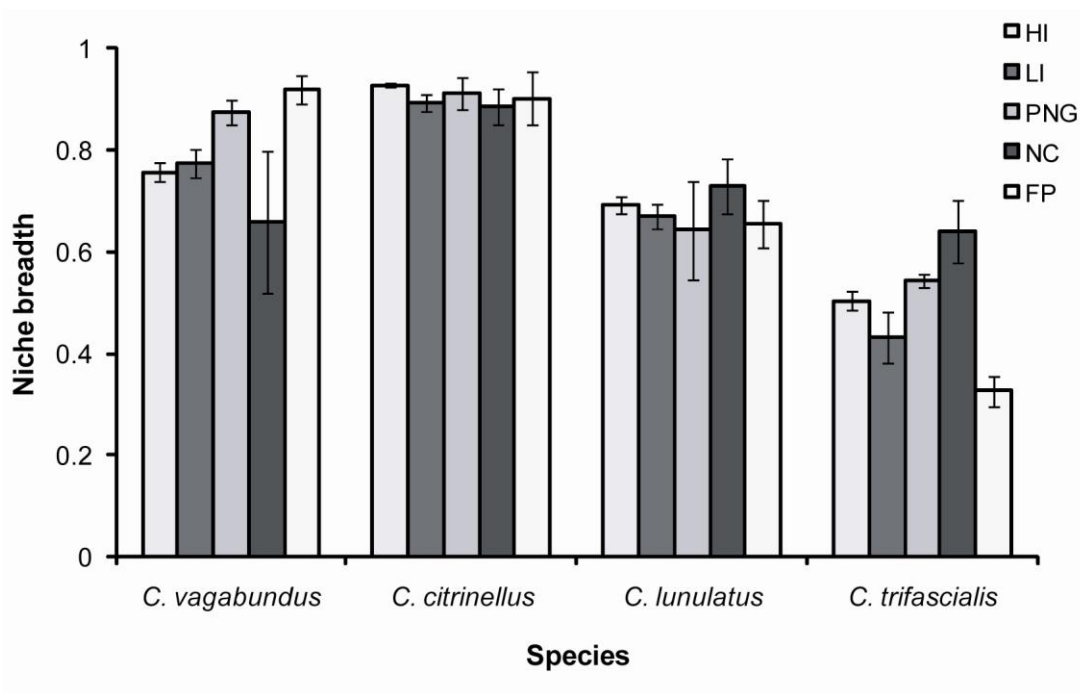 HI
LI
PNG
NC
FP
1
0.8
0.6
0.4
0.2
0
Niche breadth
C. vagabundus
C. citrinellus
C. lunulatus
C. trifascialis
Species